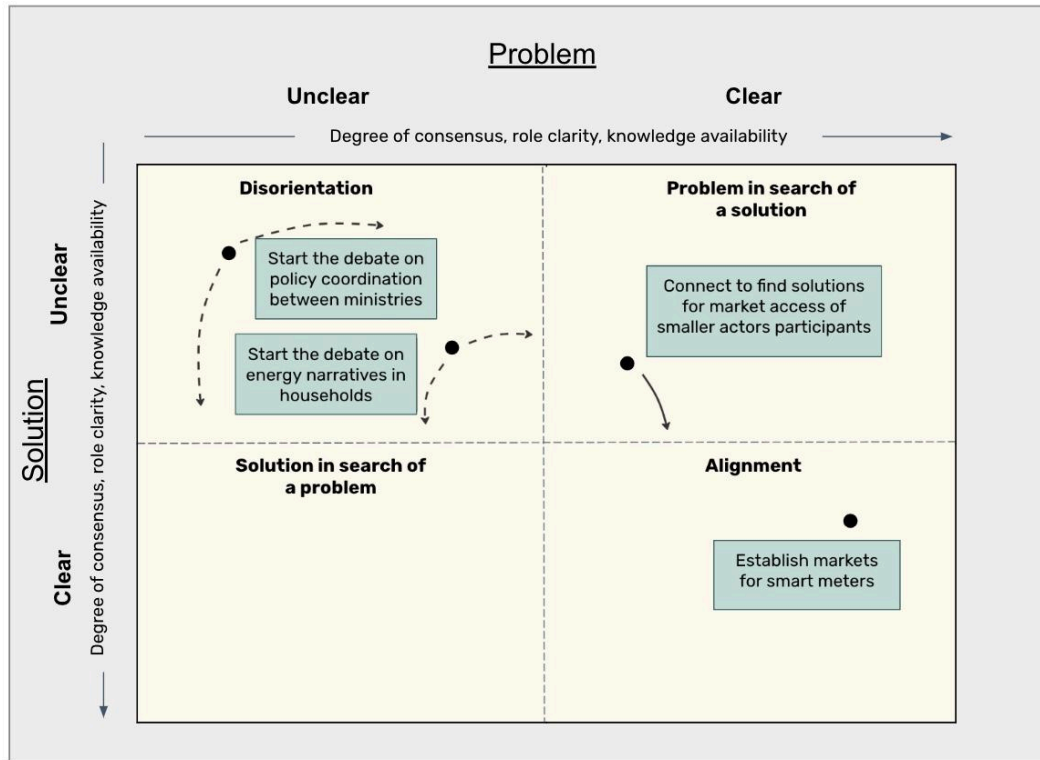 Problem
Unclear
Clear
Degree of consensus, role clarity, knowledge availability
Solution
Unclear
Clear
Degree of consensus, role clarity, knowledge availability
Disorientation
Start the debate on
policy coordination
between ministries
Start the debate on
energy narratives in
households
Problem in search of
a solution
Connect to find solutions
for market access of
smaller actors participants
Solution in search of
a problem
Alignment
Establish markets
for smart meters